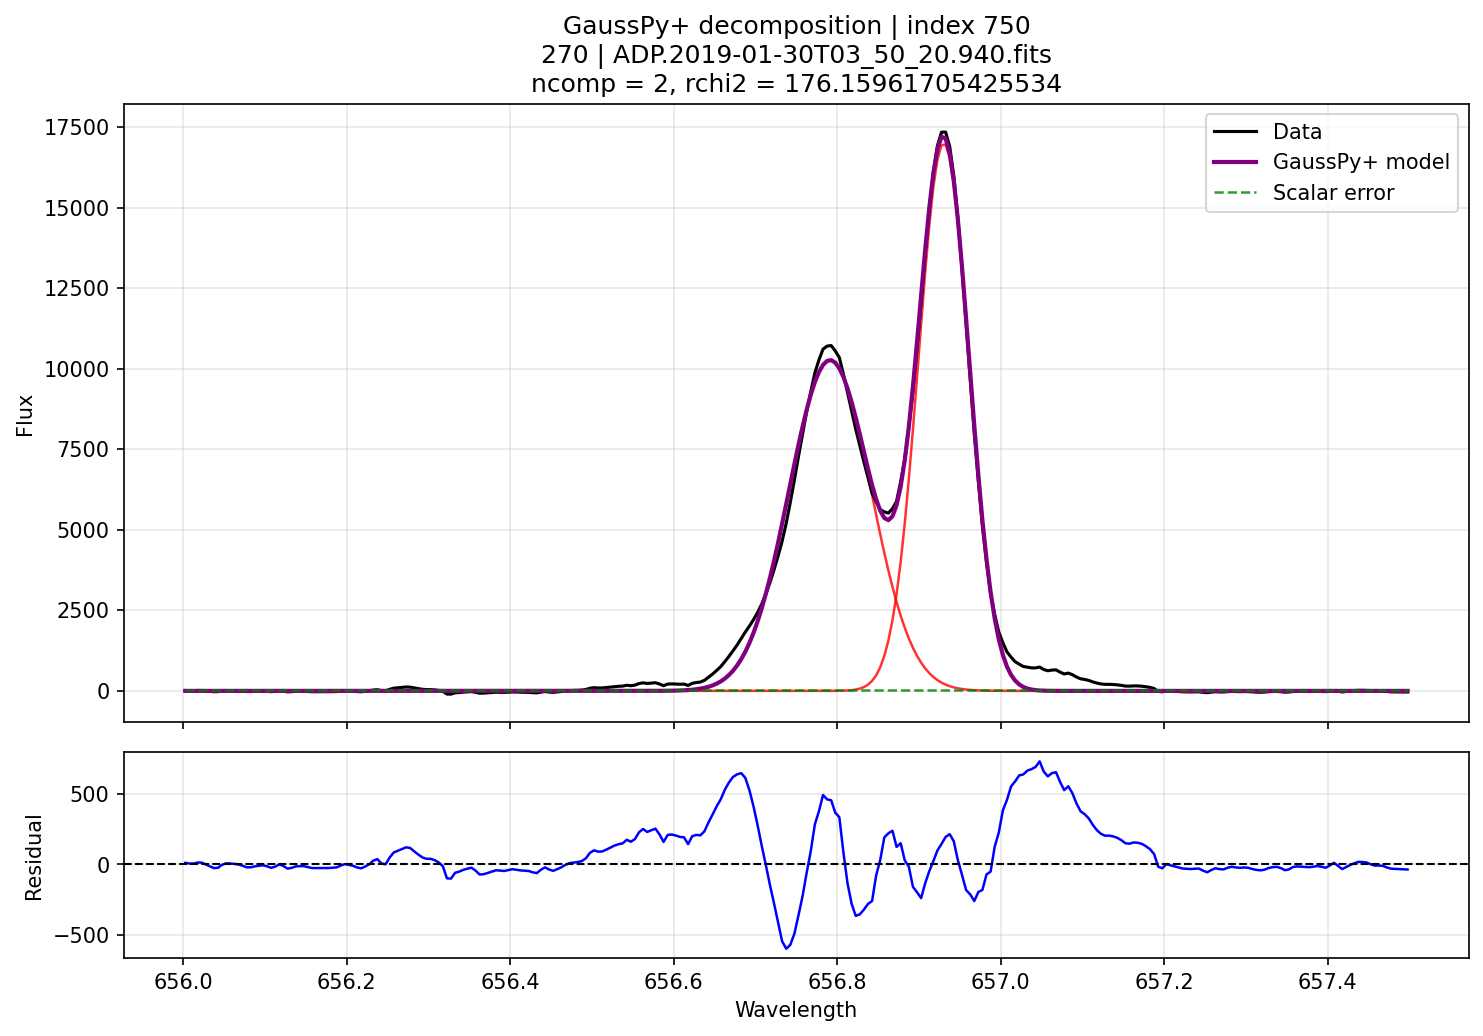 GaussPy+ decomposition | index 750
270 | ADP.2019-01-30T03_50_20.940.fits
ncomp = 2, rchi2 = 176.15961705425534
Data
GaussPy+ model
Scalar error
17500
15000
12500
10000
7500
5000
2500
0
Flux
500
0
−500
Residual
656.0 656.2 656.4 656.6 656.8 657.0 657.2 657.4
Wavelength